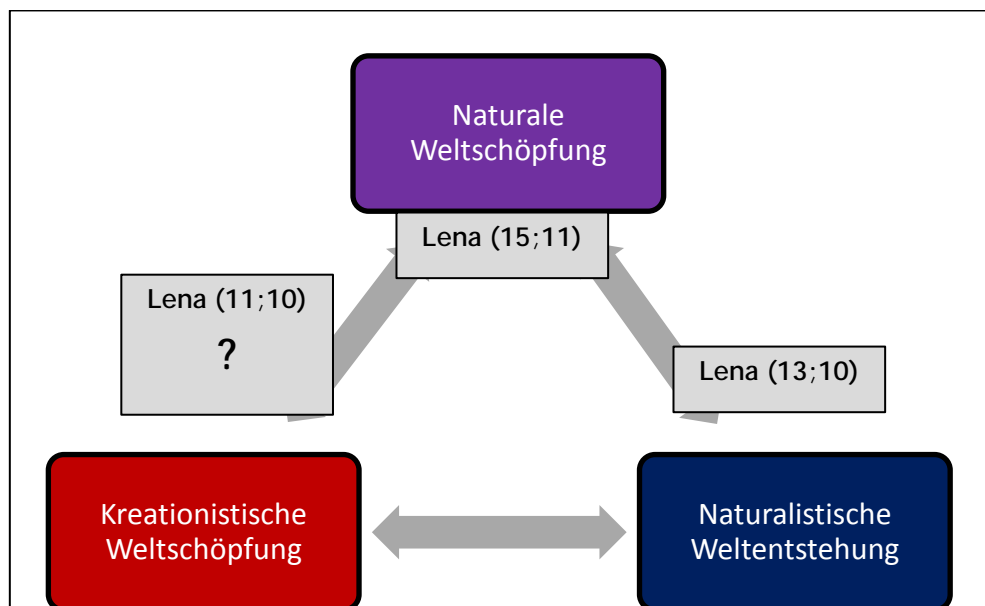 Naturale
Weltschöpfung
Lena (15;11)
Lena (11;10)
?
Lena (13;10)
Kreationistische
Weltschöpfung
Naturalistische
Weltentstehung